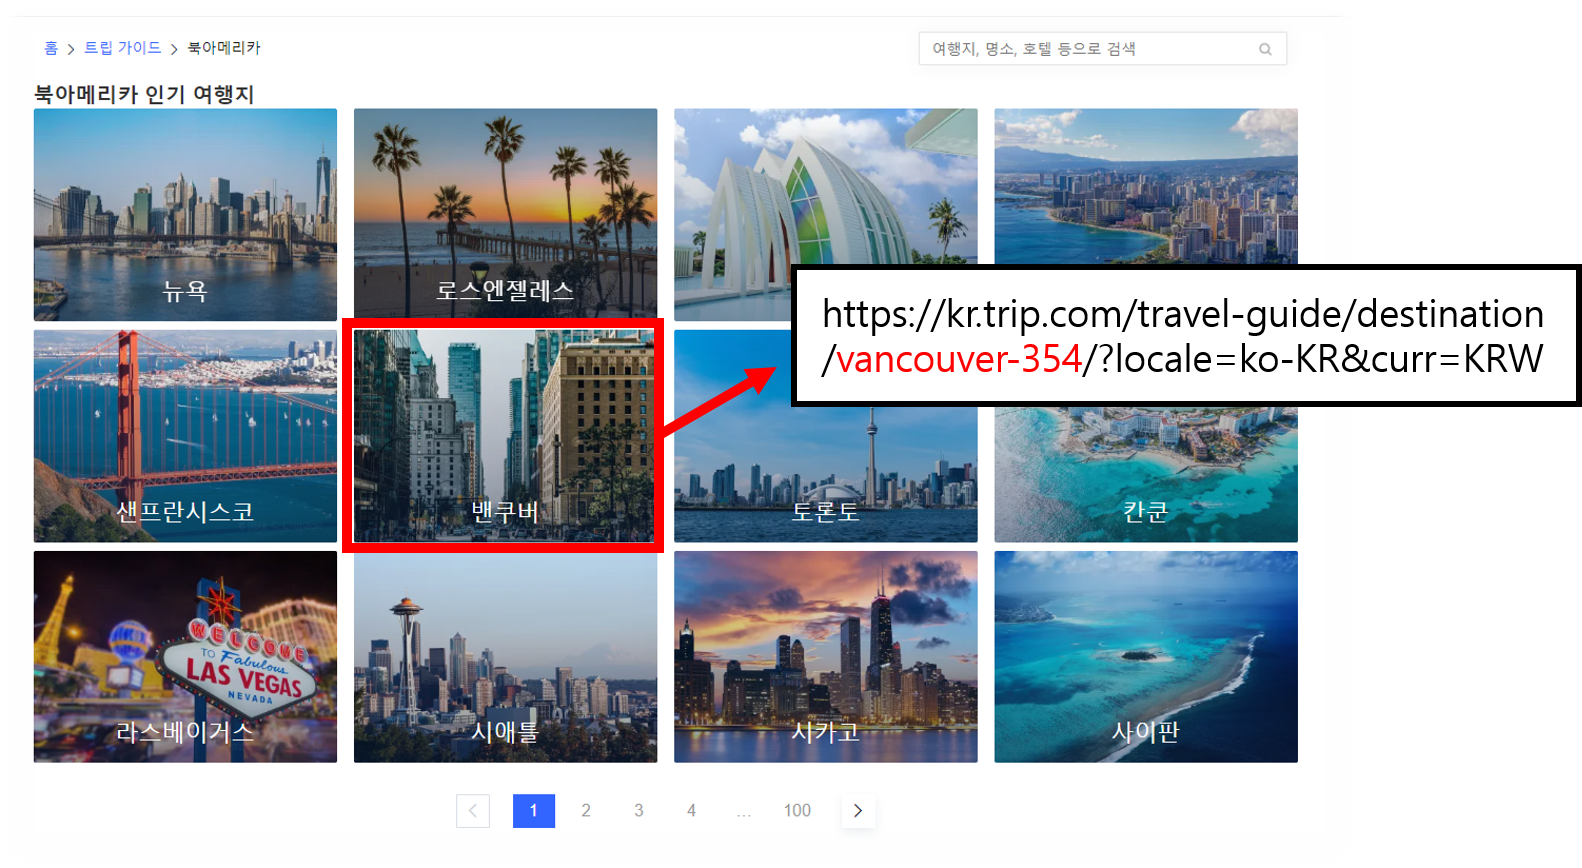 홈 > 트립 가이드 > 북아메리카
여행지, 명소, 호텔 등으로 검색
북아메리카 인기 여행지
뉴욕
로스엔젤레스
https://kr.trip.com/travel-guide/destination
/vancouver-354/?locale=ko-KR&curr=KRW
샌프란시스코
밴쿠버
토론토
칸쿤
WELCOME
TO Fabulous
LAS VEGAS
NEVADA
라스베이거스
시애틀
시카고
사이판
< 1 2 3 4 ... 100 >